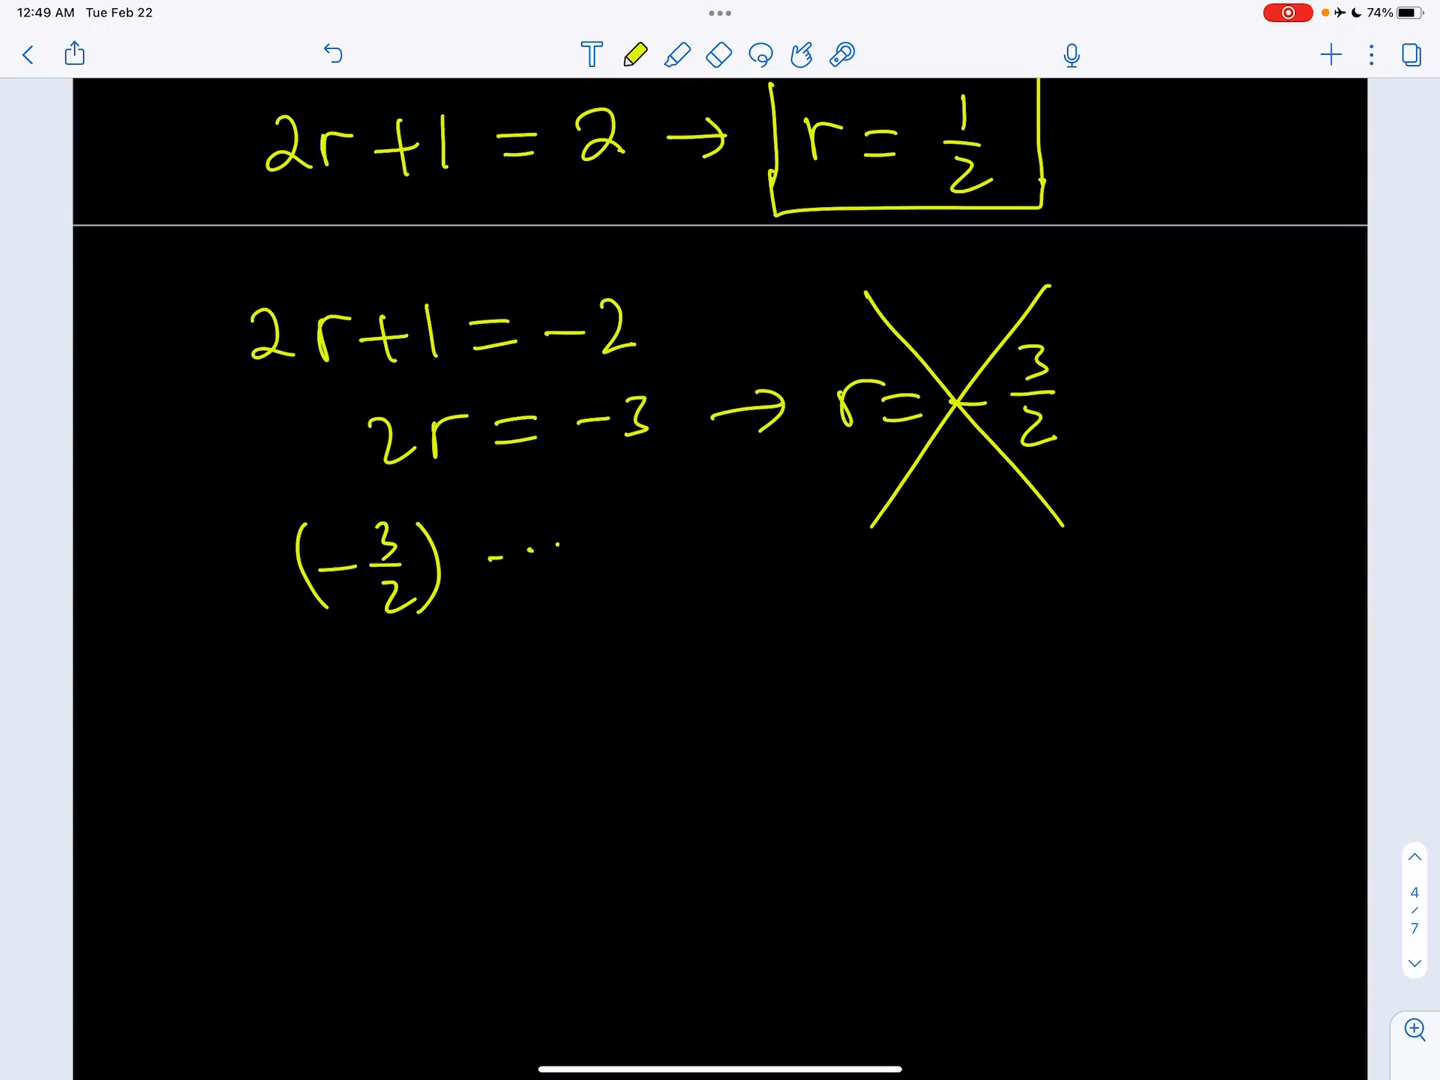 12:49 AM Tue Feb 22
74%
2r+1 = 2 → r = 1/2
2r+1 = -2
2r = -3 → r = - 3/2
(- 3/2) - ...
4
/
7